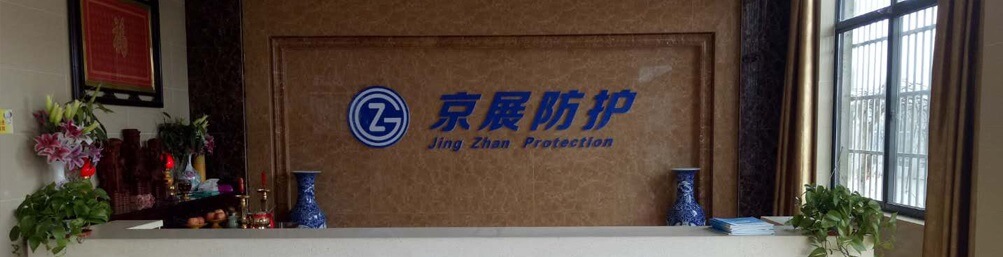 京展防护
Jing Zhan Protection